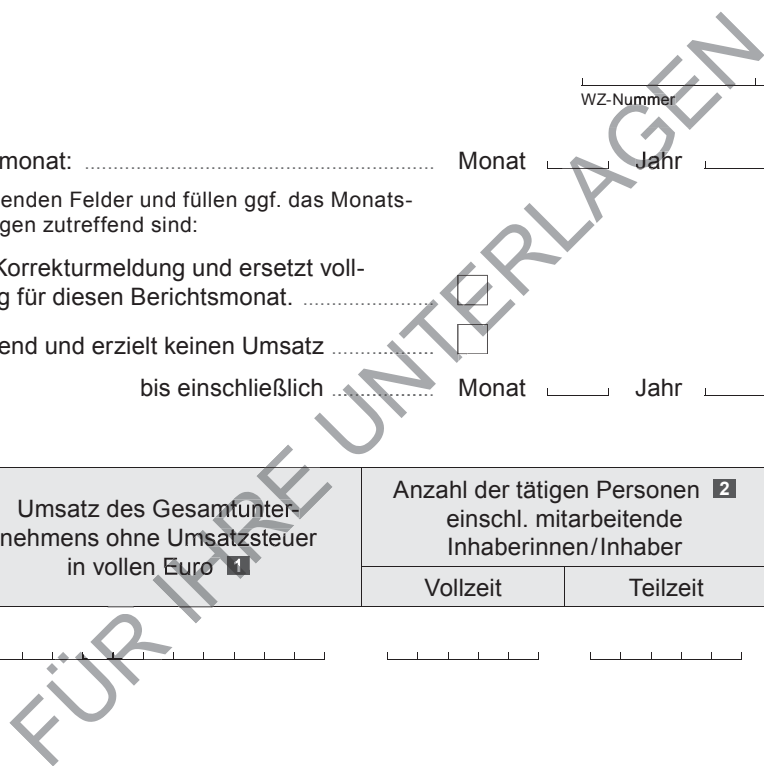 WZ-Nummer
monat: Monat Jahr
enden Felder und füllen ggf. das Monats-
gen zutreffend sind:
Korrekturmeldung und ersetzt voll-
g für diesen Berichtsmonat.
end und erzielt keinen Umsatz
bis einschließlich Monat Jahr
Umsatz des Gesamtunter-
nehmens ohne Umsatzsteuer
in vollen Euro 1
Anzahl der tätigen Personen 2
einschl. mitarbeitende
Inhaberinnen/Inhaber
Vollzeit Teilzeit
FÜR IHRE UNTERLAGEN